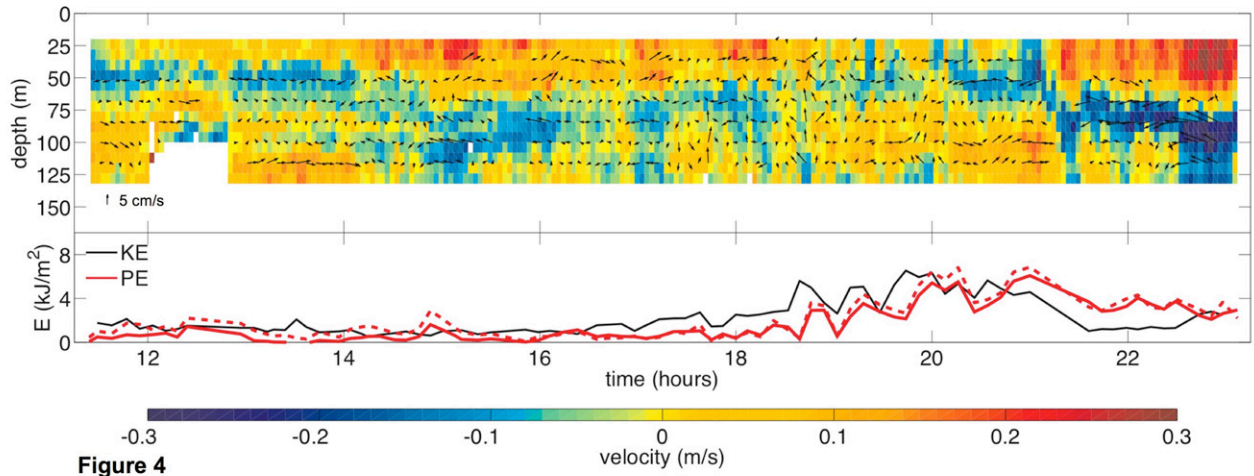 0
25
50
75
100
125
150
depth (m)
5 cm/s
KE
PE
8
4
0
E (kJ/m²)
12 14 16 18 20 22
time (hours)
-0.3 -0.2 -0.1 0 0.1 0.2 0.3
velocity (m/s)
Figure 4